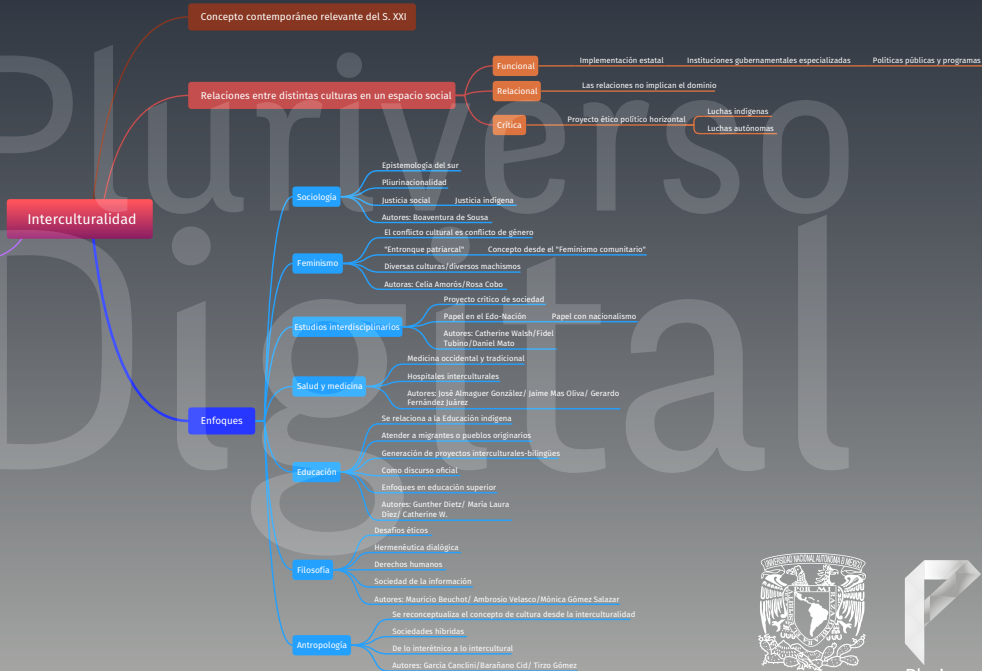 Pluriverso
Digital
Interculturalidad
Concepto contemporáneo relevante del S. XXI
Relaciones entre distintas culturas en un espacio social
Funcional
Implementación estatal
Instituciones gubernamentales especializadas
Políticas públicas y programas
Relacional
Las relaciones no implican el dominio
Crítica
Proyecto ético político horizontal
Luchas indígenas
Luchas autónomas
Enfoques
Sociología
Epistemología del sur
Pliurinacionalidad
Justicia social
Justicia indígena
Autores: Boaventura de Sousa
Feminismo
El conflicto cultural es conflicto de género
"Entronque patriarcal"
Concepto desde el "Feminismo comunitario"
Diversas culturas/diversos machismos
Autoras: Celia Amorós/Rosa Cobo
Estudios interdisciplinarios
Proyecto crítico de sociedad
Papel en el Edo-Nación
Papel con nacionalismo
Autores: Catherine Walsh/Fidel
Tubino/Daniel Mato
Salud y medicina
Medicina occidental y tradicional
Hospitales interculturales
Autores: José Almaguer González/ Jaime Mas Oliva/ Gerardo
Fernández Juárez
Educación
Se relaciona a la Educación indígena
Atender a migrantes o pueblos originarios
Generación de proyectos interculturales-bilingües
Como discurso oficial
Enfoques en educación superior
Autores: Gunther Dietz/ María Laura
Díez/ Catherine W.
Filosofía
Desafíos éticos
Hermenéutica dialógica
Derechos humanos
Sociedad de la información
Autores: Mauricio Beuchot/ Ambrosio Velasco/Mónica Gómez Salazar
Antropología
Se reconceptualiza el concepto de cultura desde la interculturalidad
Sociedades híbridas
De lo interétnico a lo intercultural
Autores: García Canclini/Barañano Cid/ Tirzo Gómez
UNIVERSIDAD NACIONAL AUTONOMA D MEXICO
POR MI RAZA